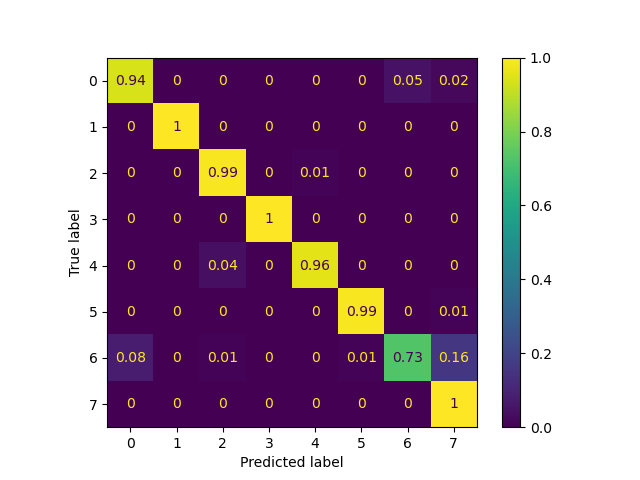 0 0.94 0 0 0 0 0 0.05 0.02
1 0 1 0 0 0 0 0 0
2 0 0 0.99 0 0.01 0 0 0
3 0 0 0 1 0 0 0 0
4 0 0 0.04 0 0.96 0 0 0
5 0 0 0 0 0 0.99 0 0.01
6 0.08 0 0.01 0 0 0.01 0.73 0.16
7 0 0 0 0 0 0 0 1
0 1 2 3 4 5 6 7
Predicted label
True label
1.0
0.8
0.6
0.4
0.2
0.0